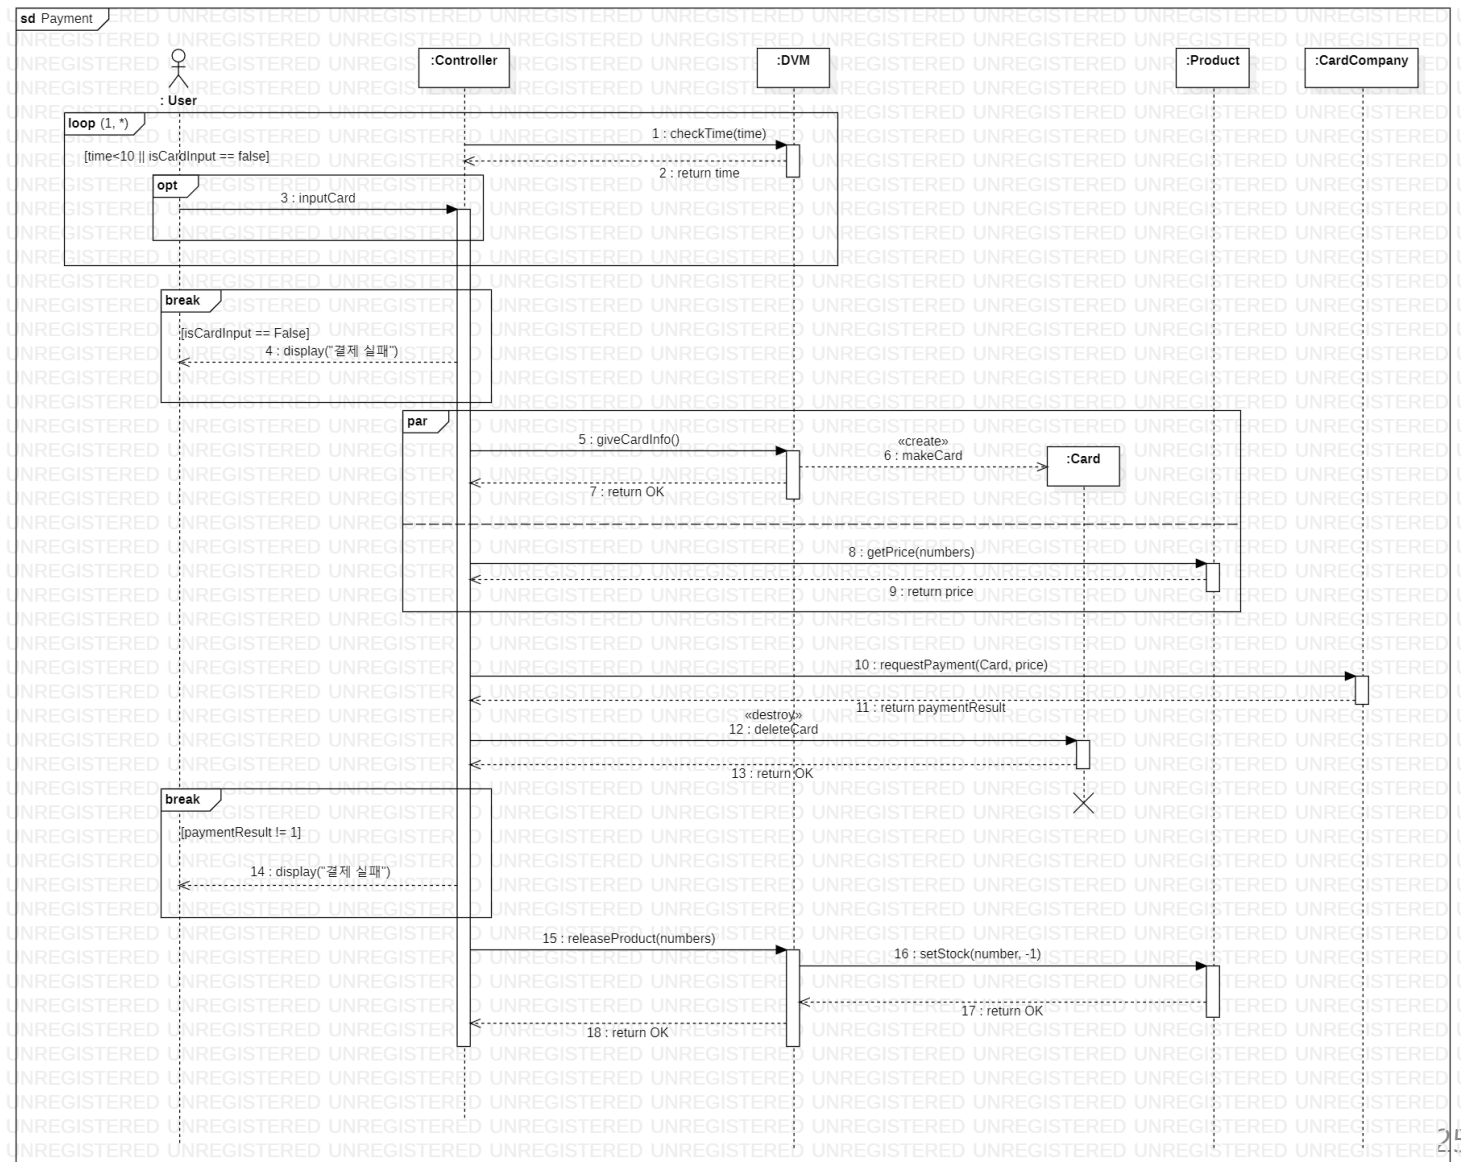 sd Payment
: User
:Controller
:DVM
:Product
:CardCompany
loop (1, *)
[time<10 || isCardInput == false]
1 : checkTime(time)
2 : return time
opt
3 : inputCard
break
[isCardInput == False]
4 : display("결제 실패")
par
5 : giveCardInfo()
«create»
6 : makeCard
:Card
7 : return OK
8 : getPrice(numbers)
9 : return price
10 : requestPayment(Card, price)
11 : return paymentResult
«destroy»
12 : deleteCard
13 : return OK
break
[paymentResult != 1]
14 : display("결제 실패")
15 : releaseProduct(numbers)
16 : setStock(number, -1)
17 : return OK
18 : return OK
UNREGISTERED